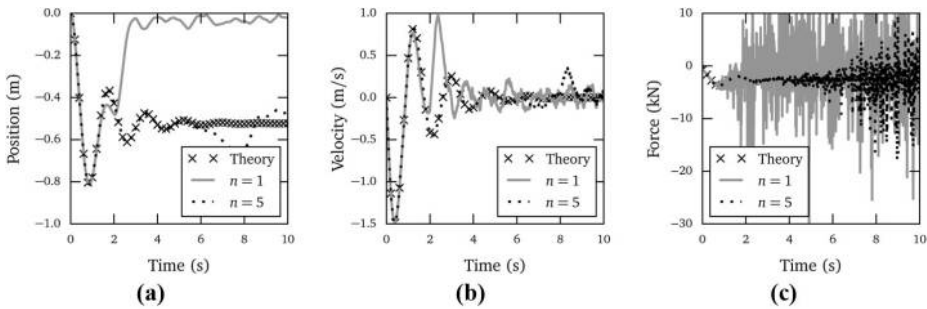 0.0
−0.2
−0.4
−0.6
−0.8
−1.0
Position (m)
Theory
n = 1
n = 5
0 2 4 6 8 10
Time (s)
(a)
1.0
0.5
0.0
−0.5
−1.0
−1.5
Velocity (m/s)
Theory
n = 1
n = 5
0 2 4 6 8 10
Time (s)
(b)
10
0
−10
−20
−30
Force (kN)
Theory
n = 1
n = 5
0 2 4 6 8 10
Time (s)
(c)